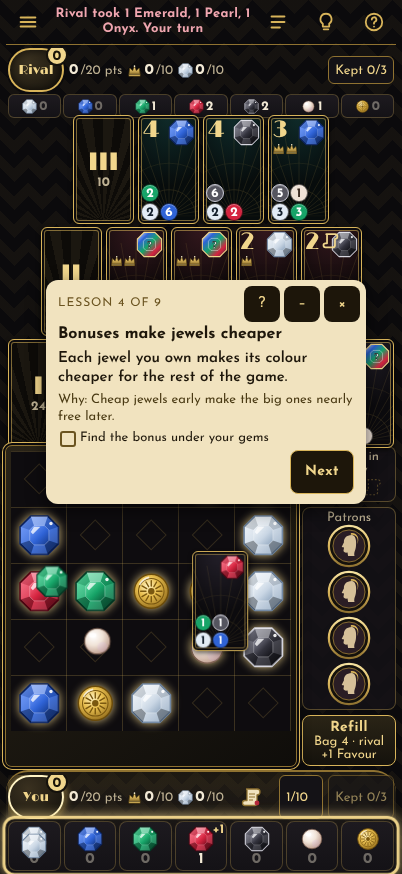 Rival took 1 Emerald, 1 Pearl, 1
Onyx. Your turn
Rival
0
0/20 pts 0/10 0/10
Kept 0/3
0 0 1 2 2 1 0
10
4 4 3
2 6 5 1
2 6 2 2 3 3
2 2
LESSON 4 OF 9
? – ×
Bonuses make jewels cheaper
Each jewel you own makes its colour
cheaper for the rest of the game.
Why: Cheap jewels early make the big ones nearly
free later.
Find the bonus under your gems
Next
24
in
Patrons
1 1
1 1
Refill
Bag 4 · rival
+1 Favour
You
0
0/20 pts 0/10 0/10
1/10
Kept 0/3
+1
0 0 1 0 0 0